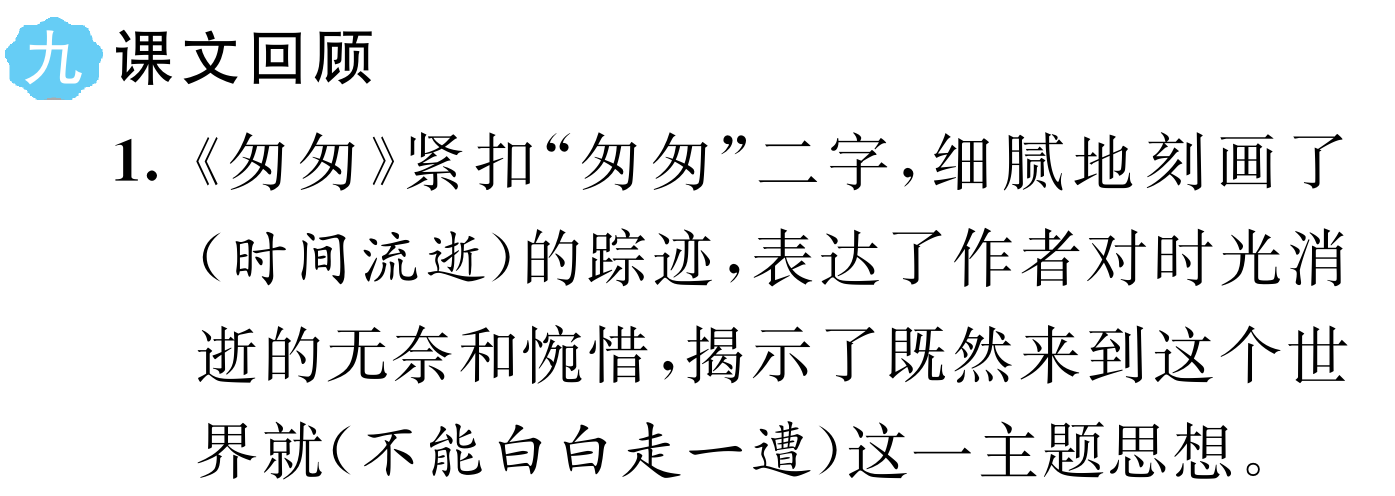 九 课文回顾
1.《匆匆》紧扣“匆匆”二字,细腻地刻画了
(时间流逝)的踪迹,表达了作者对时光消
逝的无奈和惋惜,揭示了既然来到这个世
界就(不能白白走一遭)这一主题思想。